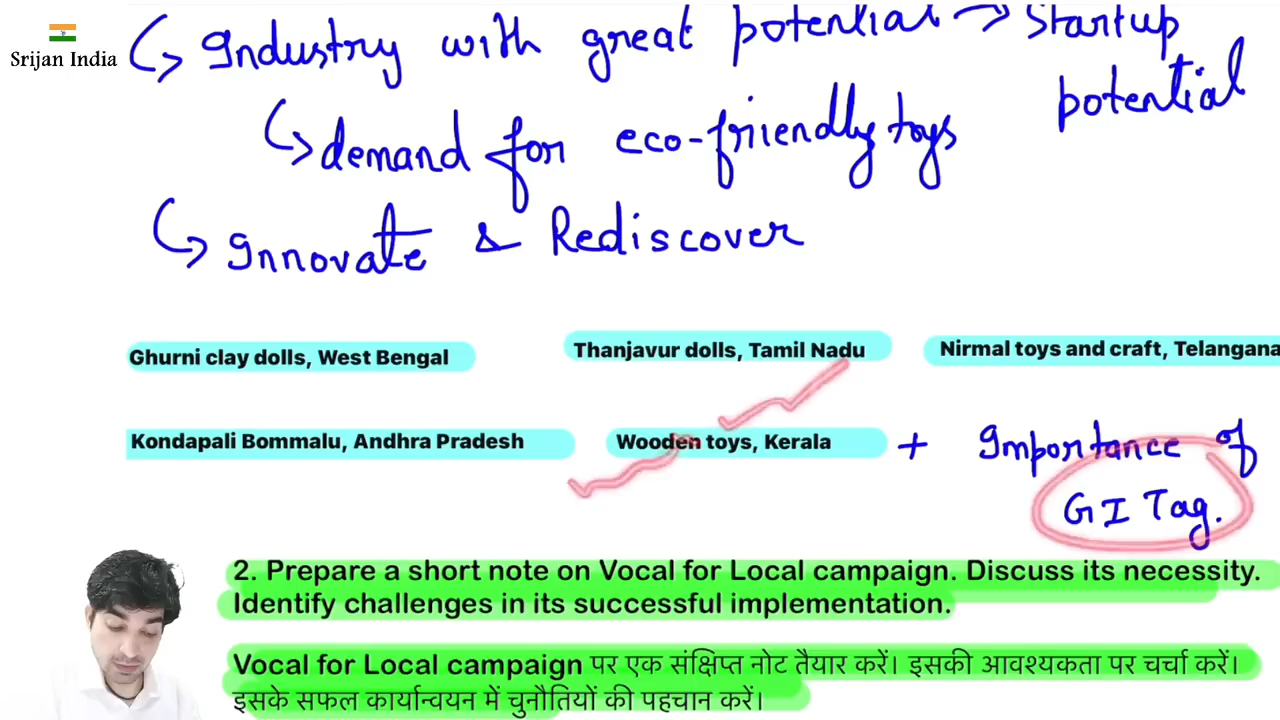 Srijan India
Industry with great potential → Startup potential
demand for eco-friendly toys
Innovate & Rediscover
Ghurni clay dolls, West Bengal
Thanjavur dolls, Tamil Nadu
Nirmal toys and craft, Telangana
Kondapali Bommalu, Andhra Pradesh
Wooden toys, Kerala
+ Importance of
GI Tag.
2. Prepare a short note on Vocal for Local campaign. Discuss its necessity.
Identify challenges in its successful implementation.
Vocal for Local campaign पर एक संक्षिप्त नोट तैयार करें। इसकी आवश्यकता पर चर्चा करें।
इसके सफल कार्यान्वयन में चुनौतियों की पहचान करें।